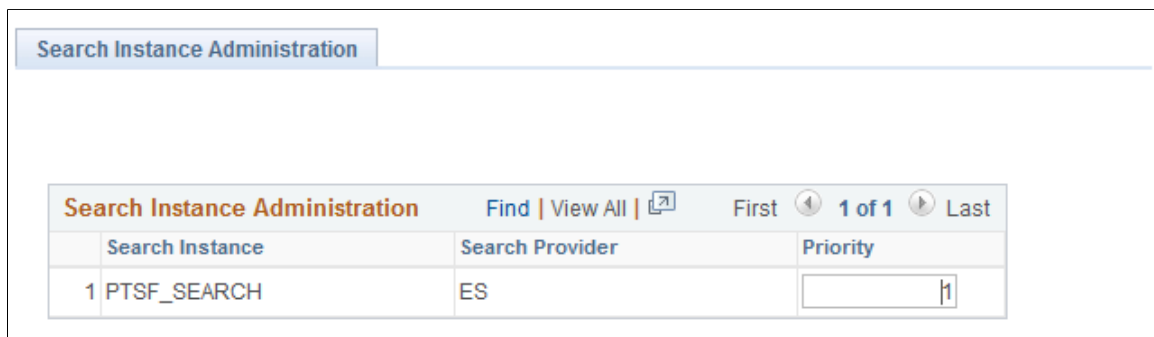 Search Instance Administration
Search Instance Administration Find | View All | First 1 of 1 Last
Search Instance Search Provider Priority
1 PTSF_SEARCH ES 1